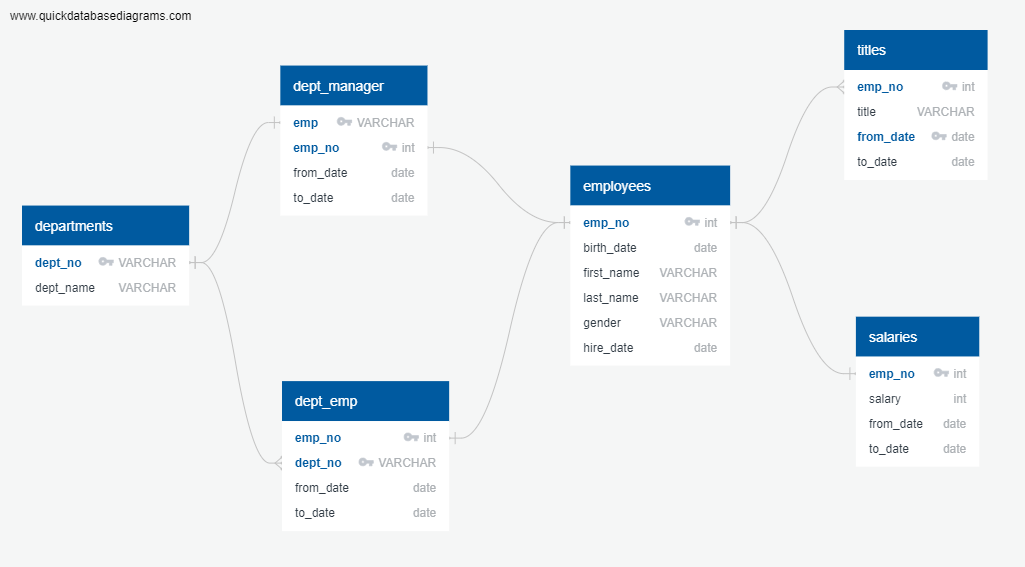 www.quickdatabasediagrams.com
departments
dept_no VARCHAR
dept_name VARCHAR
dept_manager
emp VARCHAR
emp_no int
from_date date
to_date date
dept_emp
emp_no int
dept_no VARCHAR
from_date date
to_date date
employees
emp_no int
birth_date date
first_name VARCHAR
last_name VARCHAR
gender VARCHAR
hire_date date
titles
emp_no int
title VARCHAR
from_date date
to_date date
salaries
emp_no int
salary int
from_date date
to_date date